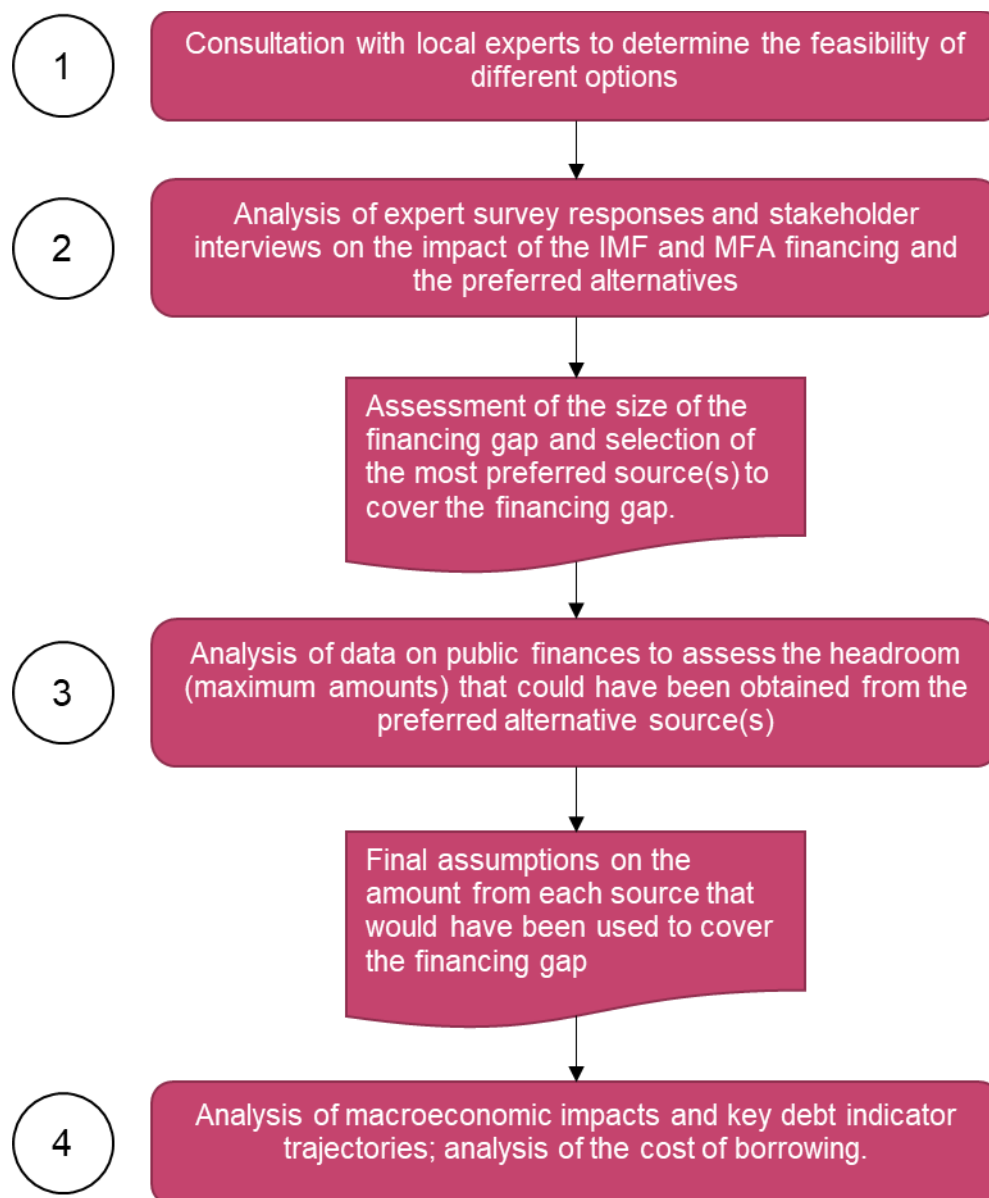 1
Consultation with local experts to determine the feasibility of
different options
2
Analysis of expert survey responses and stakeholder
interviews on the impact of the IMF and MFA financing and
the preferred alternatives
Assessment of the size of the
financing gap and selection of
the most preferred source(s) to
cover the financing gap.
3
Analysis of data on public finances to assess the headroom
(maximum amounts) that could have been obtained from the
preferred alternative source(s)
Final assumptions on the
amount from each source that
would have been used to cover
the financing gap
4
Analysis of macroeconomic impacts and key debt indicator
trajectories; analysis of the cost of borrowing.